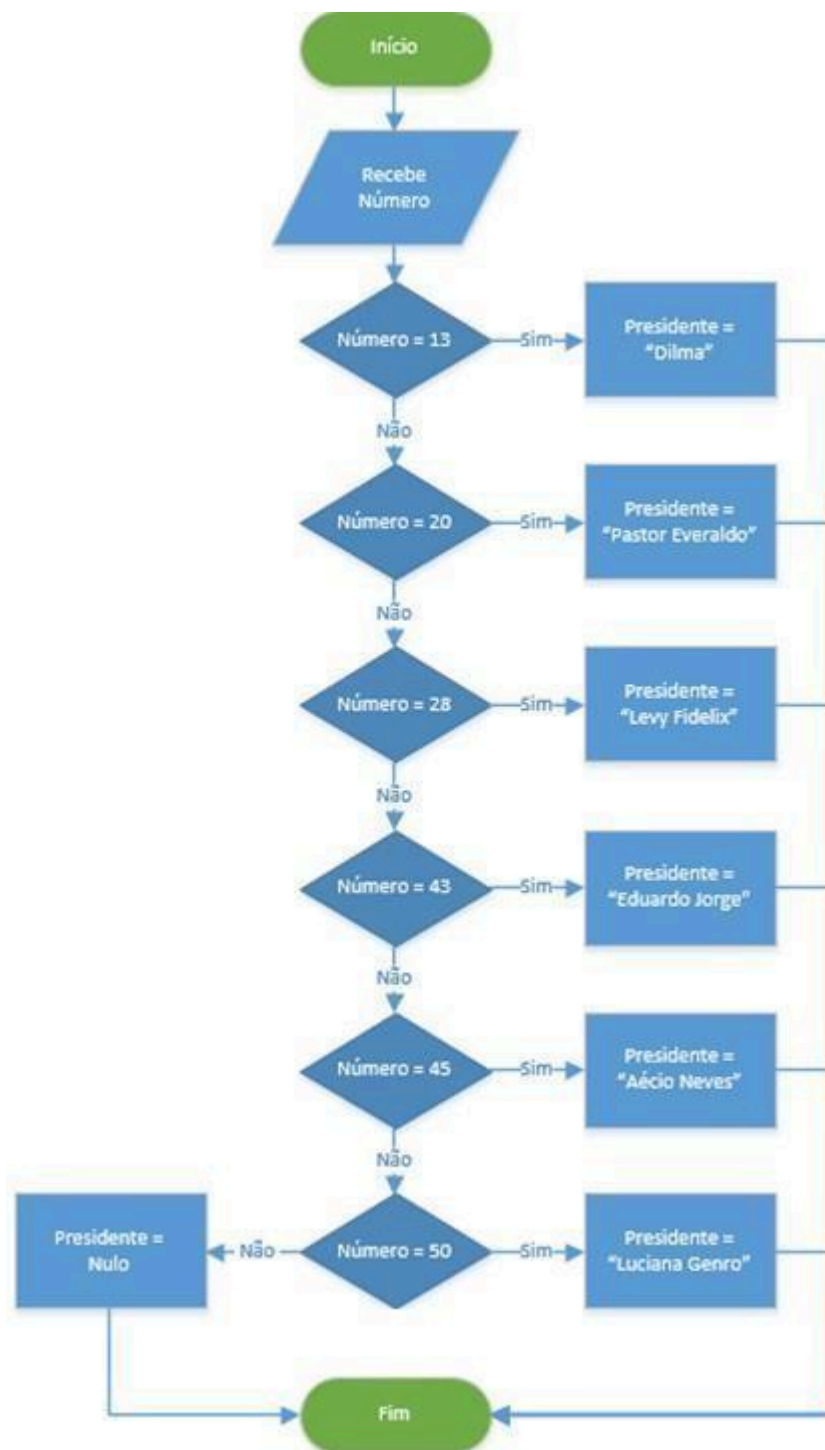 Início
Recebe
Número
Número = 13
Sim
Presidente =
“Dilma”
Não
Número = 20
Sim
Presidente =
“Pastor Everaldo”
Não
Número = 28
Sim
Presidente =
“Levy Fidelix”
Não
Número = 43
Sim
Presidente =
“Eduardo Jorge”
Não
Número = 45
Sim
Presidente =
“Aécio Neves”
Não
Presidente =
Nulo
Não
Número = 50
Sim
Presidente =
“Luciana Genro”
Fim